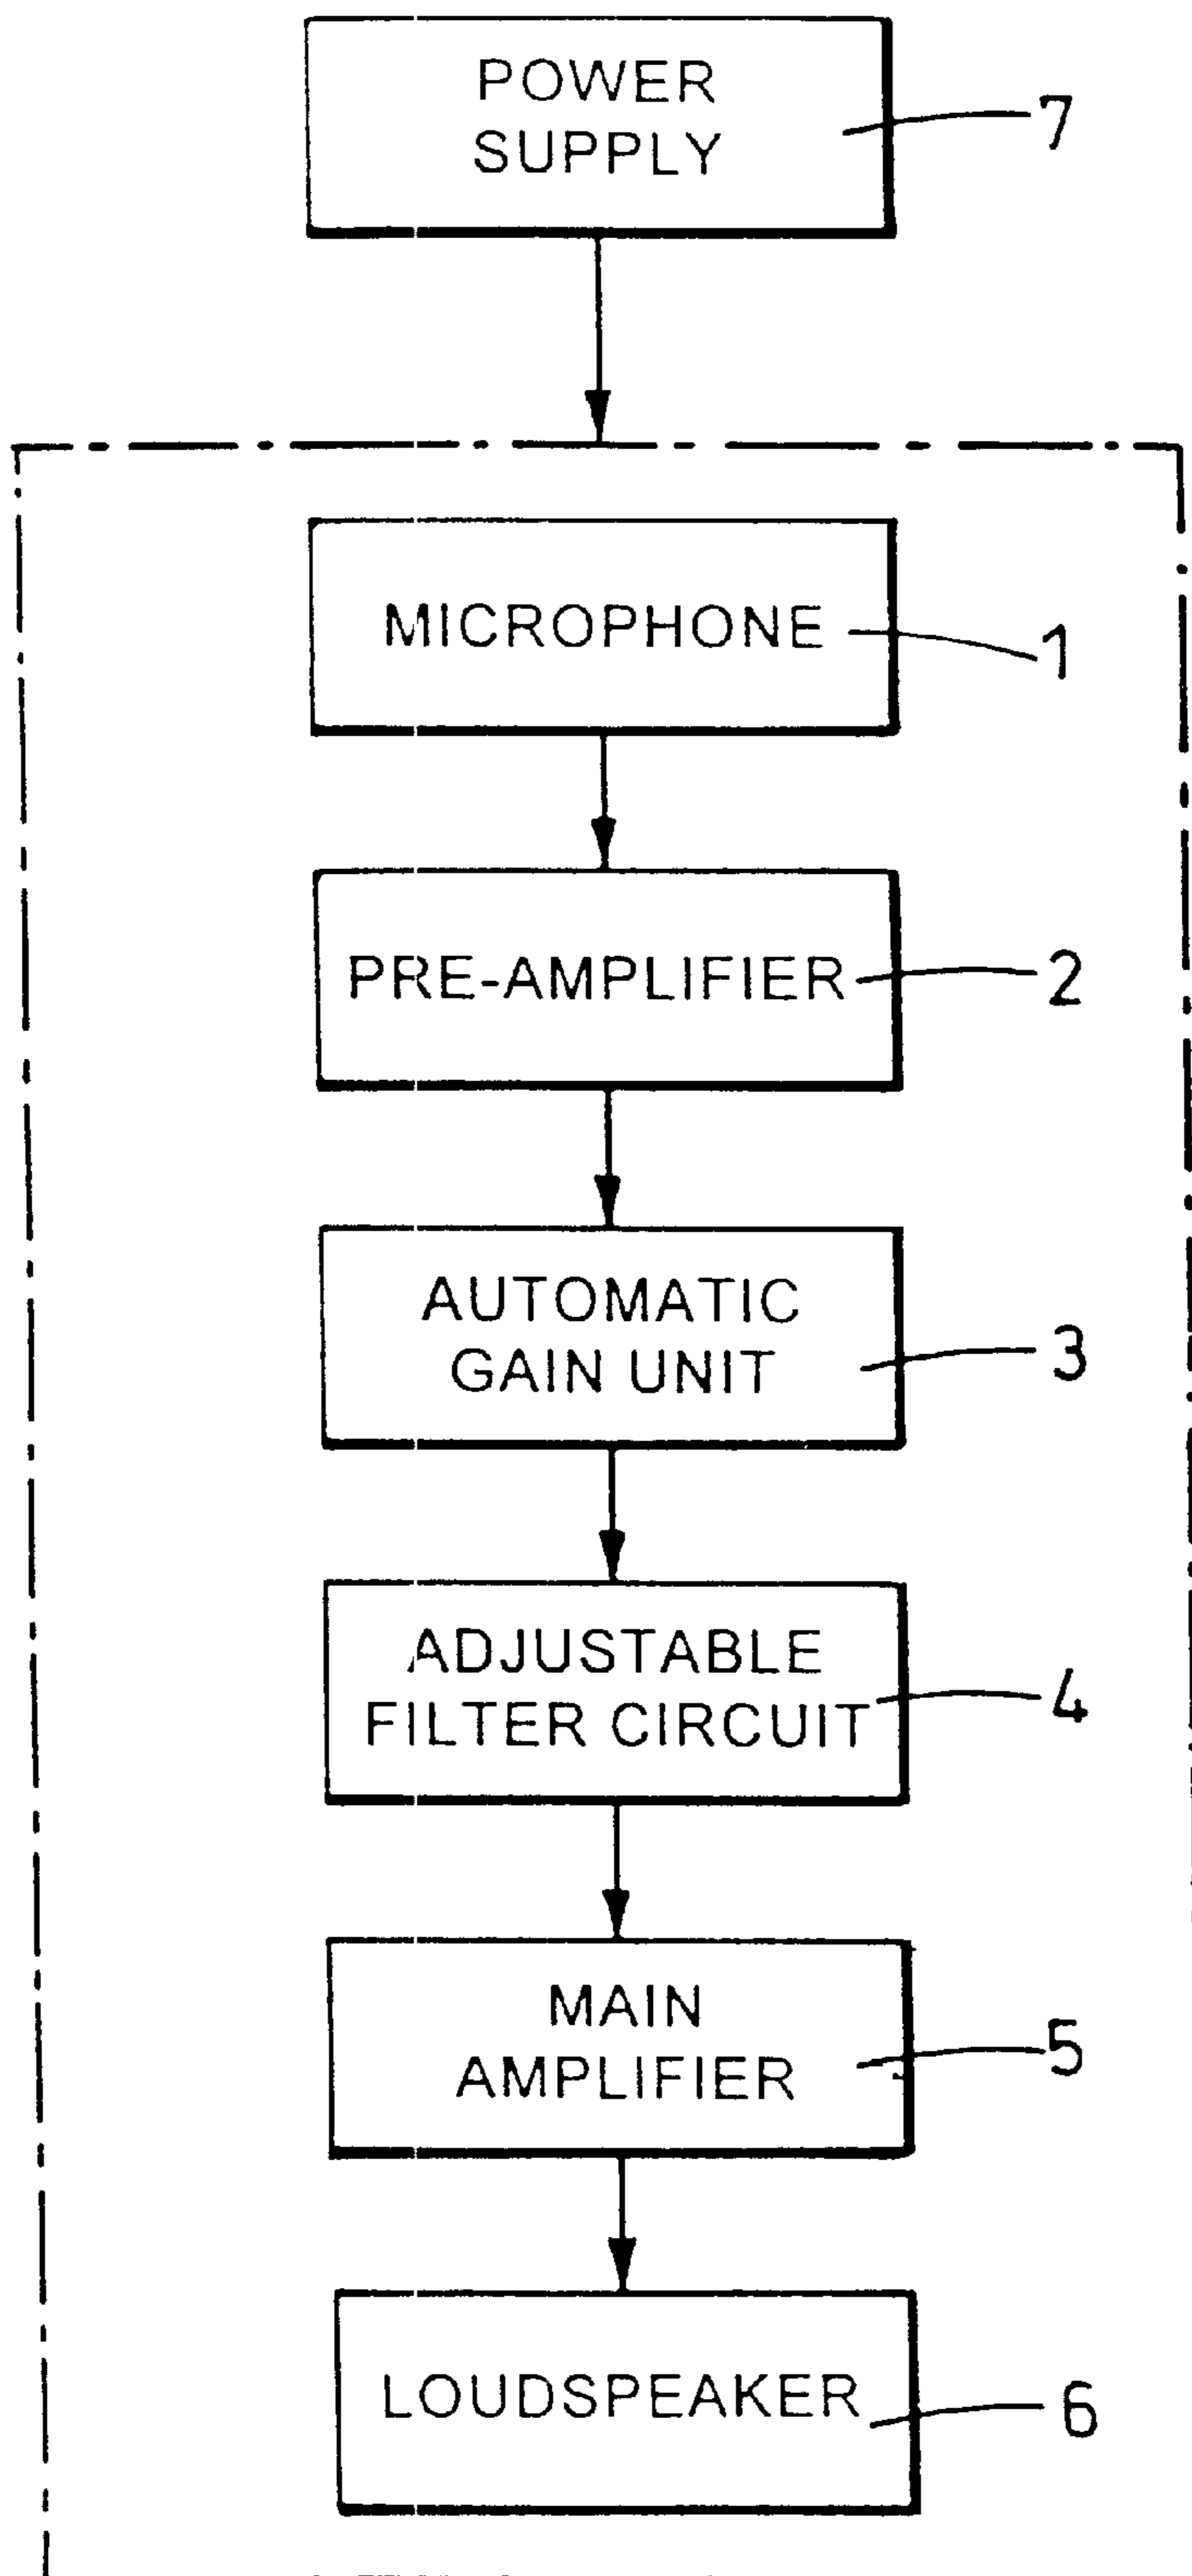 POWER
SUPPLY
7
MICROPHONE
1
PRE-AMPLIFIER
2
AUTOMATIC
GAIN UNIT
3
ADJUSTABLE
FILTER CIRCUIT
4
MAIN
AMPLIFIER
5
LOUDSPEAKER
6